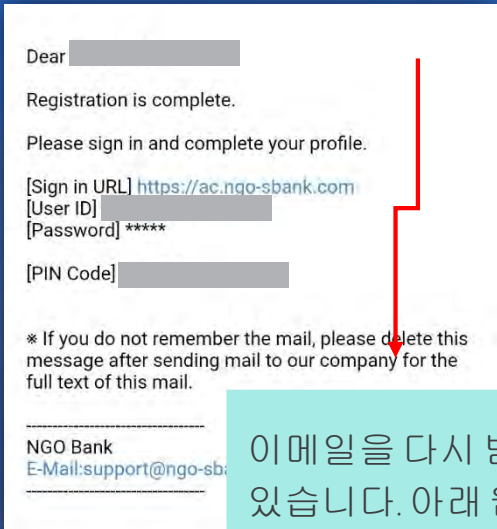 Dear
Registration is complete.
Please sign in and complete your profile.
[Sign in URL] https://ac.ngo-sbank.com
[User ID]
[Password] *****
[PIN Code]
※ If you do not remember the mail, please delete this
message after sending mail to our company for the
full text of this mail.
--------------------------------
NGO Bank
E-Mail:support@ngo-sba
--------------------------------
이메일을 다시
있습니다. 아래